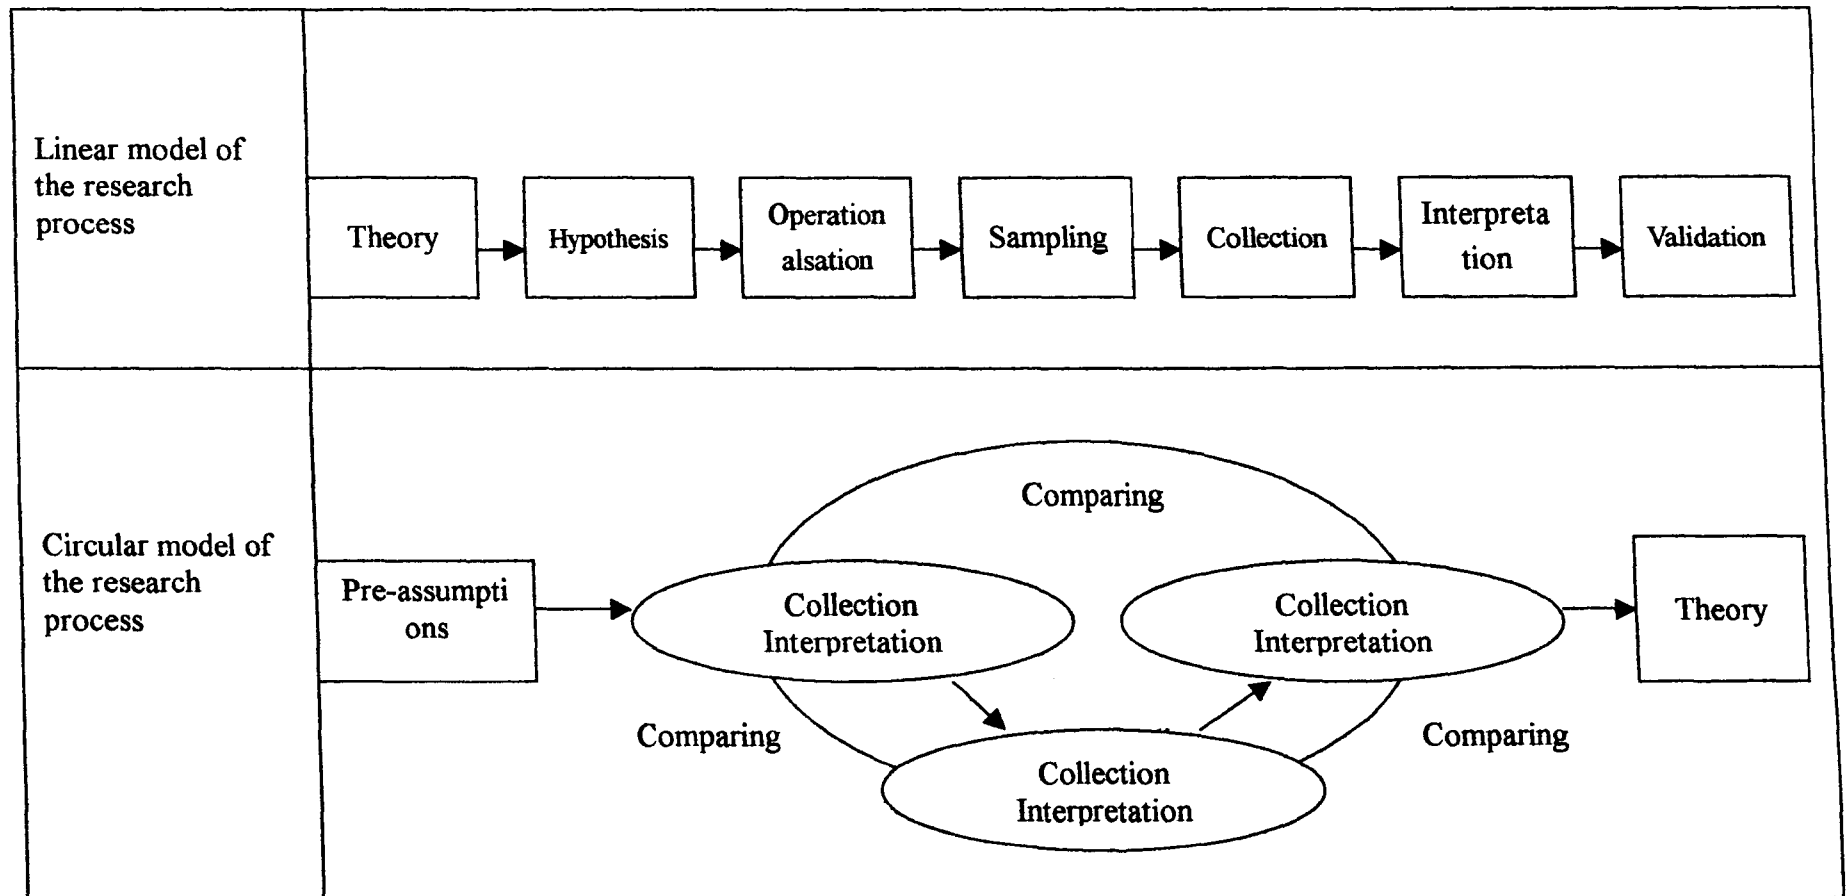 Linear model of
the research
process
Theory
Hypothesis
Operation
alsation
Sampling
Collection
Interpreta
tion
Validation
Circular model of
the research
process
Pre-assumpti
ons
Comparing
Collection
Interpretation
Collection
Interpretation
Theory
Comparing
Comparing
Collection
Interpretation